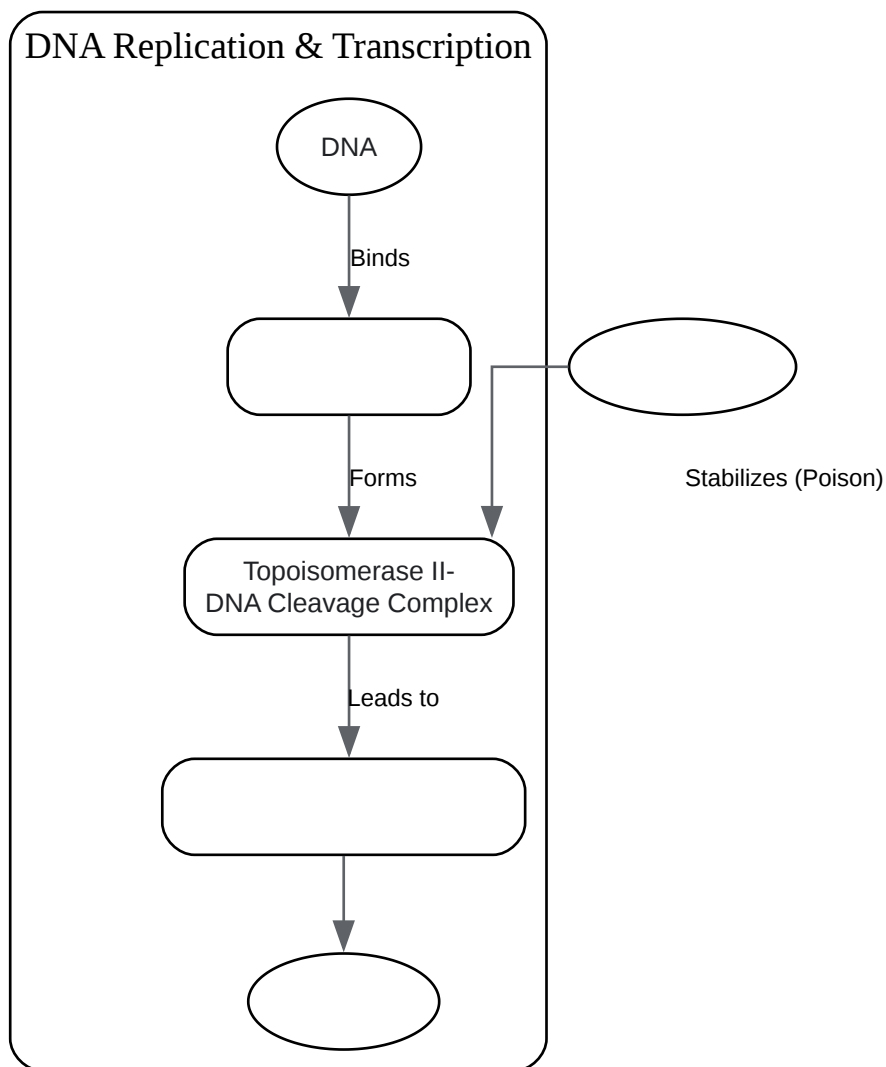 DNA Replication & Transcription
DNA
Binds
Forms
Stabilizes (Poison)
Topoisomerase II-
DNA Cleavage Complex
Leads to